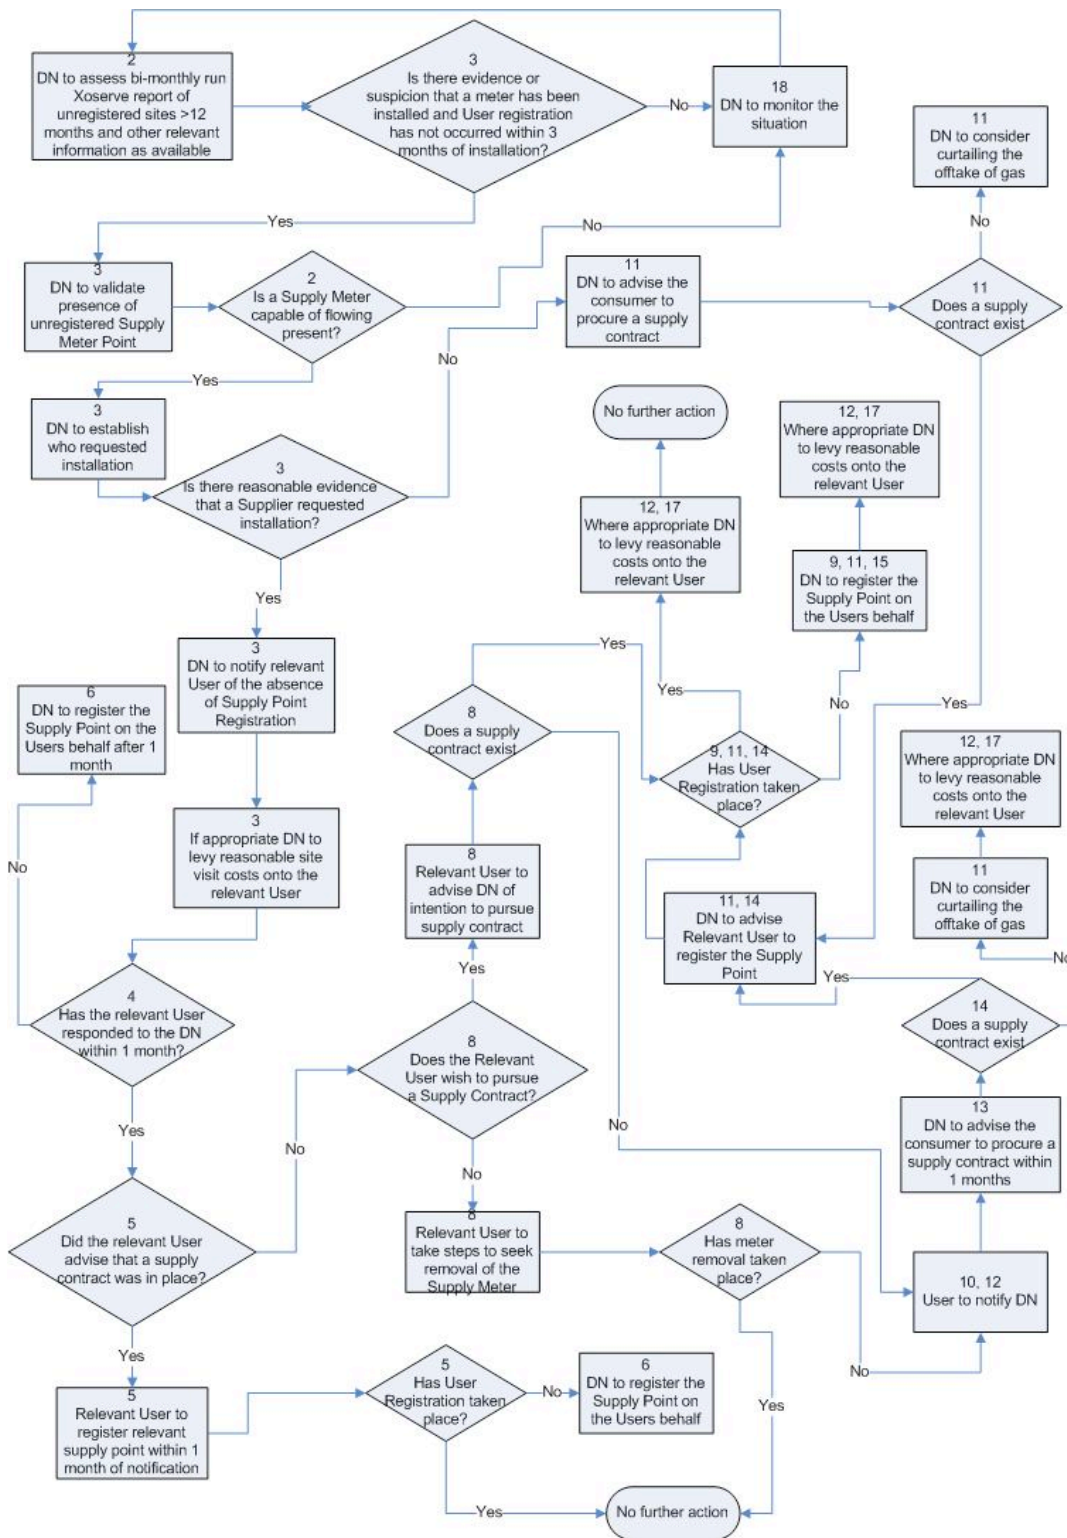 2
DN to assess bi-monthly run
Xoserve report of
unregistered sites >12
months and other relevant
information as available
3
Is there evidence or
suspicion that a meter has been
installed and User registration
has not occurred within 3
months of installation?
No
18
DN to monitor the
situation
11
DN to consider
curtailing the
offtake of gas
Yes
No
No
3
DN to validate
presence of
unregistered Supply
Meter Point
2
Is a Supply Meter
capable of flowing
present?
11
DN to advise the
consumer to
procure a supply
contract
11
Does a supply
contract exist
No
Yes
3
DN to establish
who requested
installation
3
Is there reasonable evidence
that a Supplier requested
installation?
No further action
12, 17
Where appropriate DN
to levy reasonable
costs onto the
relevant User
12, 17
Where appropriate DN
to levy reasonable
costs onto the
relevant User
9, 11, 15
DN to register the
Supply Point on
the Users behalf
Yes
3
DN to notify relevant
User of the absence
of Supply Point
Registration
Yes
Yes
No
Yes
6
DN to register the
Supply Point on the
Users behalf after 1
month
8
Does a supply
contract exist
9, 11, 14
Has User
Registration taken
place?
12, 17
Where appropriate DN
to levy reasonable
costs onto the
relevant User
3
If appropriate DN to
levy reasonable site
visit costs onto the
relevant User
No
8
Relevant User to
advise DN of
intention to pursue
supply contract
11, 14
DN to advise
Relevant User to
register the Supply
Point
11
DN to consider
curtailing the
offtake of gas
No
Yes
Yes
4
Has the relevant User
responded to the DN
within 1 month?
8
Does the Relevant
User wish to pursue
a Supply Contract?
14
Does a supply
contract exist
Yes
No
No
No
13
DN to advise the
consumer to procure a
supply contract within
1 months
5
Did the relevant User
advise that a supply
contract was in place?
8
Relevant User to
take steps to seek
removal of the
Supply Meter
8
Has meter
removal taken
place?
10, 12
User to notify DN
Yes
No
5
Relevant User to
register relevant
supply point within 1
month of notification
5
Has User
Registration taken
place?
No
6
DN to register the
Supply Point on
the Users behalf
Yes
Yes
No further action